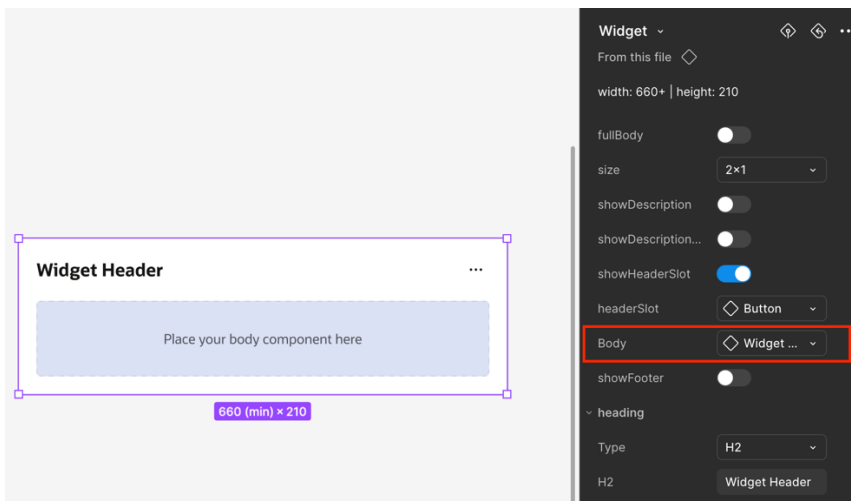 Widget Header
...
Place your body component here
660 (min) × 210
Widget
From this file
width: 660+ | height: 210
fullBody
size 2×1
showDescription
showDescription...
showHeaderSlot
headerSlot Button
Body Widget ...
showFooter
heading
Type H2
H2 Widget Header